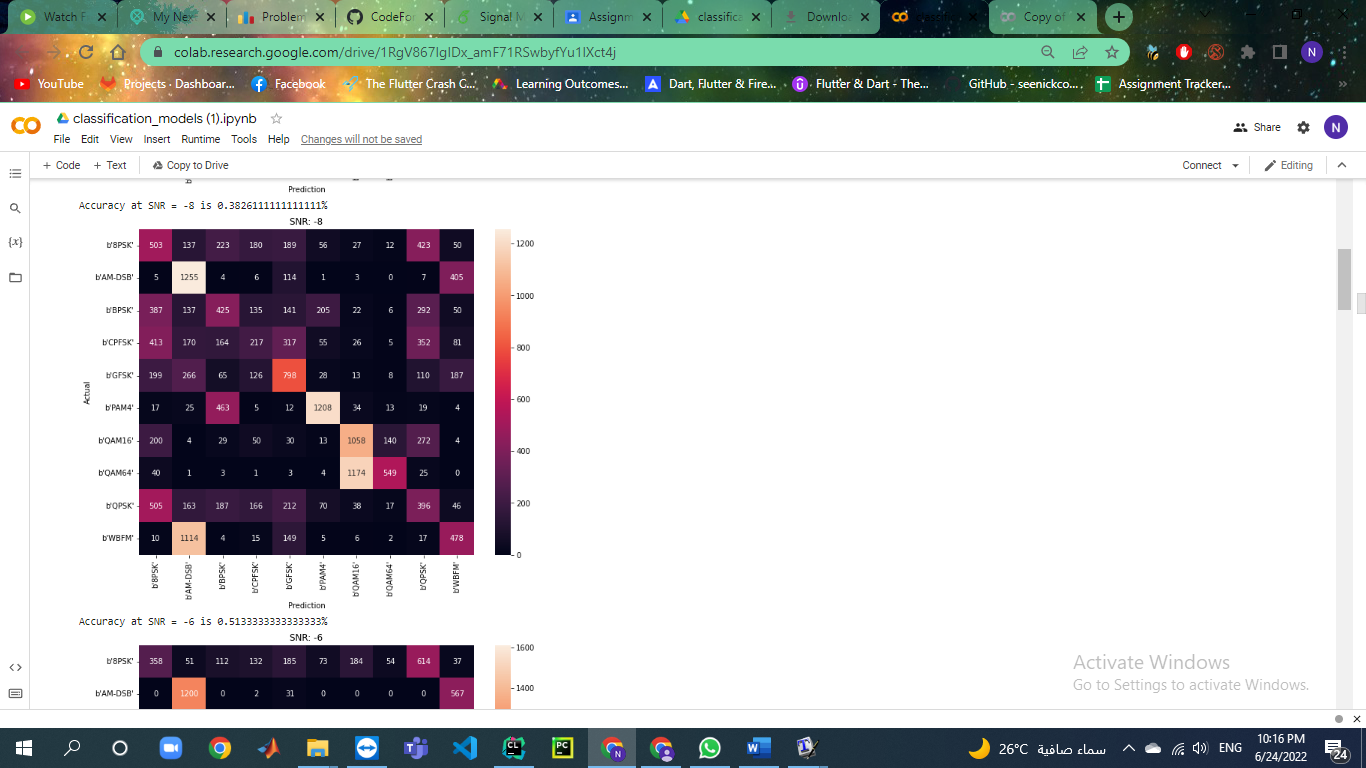 Watch F
My Nex
Problem
CodeFor
Signal M
Assignm
classifica
Downloa
Copy of
colab.research.google.com/drive/1RgV867IgIDx_amF71RSwbyfYu1IXct4j
N
YouTube Projects · Dashboar... Facebook The Flutter Crash C... Learning Outcomes... Dart, Flutter & Fire... Flutter & Dart - The... GitHub - seenickco... Assignment Tracker... »
classification_models (1).ipynb
File Edit View Insert Runtime Tools Help Changes will not be saved
Share N
+ Code + Text Copy to Drive Connect Editing
{x}
Prediction
Accuracy at SNR = -8 is 0.3826111111111111%
SNR: -8
b'8PSK' 503 137 223 180 189 56 27 12 423 50
b'AM-DSB' 5 1255 4 6 114 1 3 0 7 405
b'BPSK' 387 137 425 135 141 205 22 6 292 50
b'CPFSK' 413 170 164 217 317 55 26 5 352 81
b'GFSK' 199 266 65 126 798 28 13 8 110 187
b'PAM4' 17 25 463 5 12 1208 34 13 19 4
b'QAM16' 200 4 29 50 30 13 1058 140 272 4
b'QAM64' 40 1 3 1 3 4 1174 549 25 0
b'QPSK' 505 163 187 166 212 70 38 17 396 46
b'WBFM' 10 1114 4 15 149 5 6 2 17 478
Actual
1200
1000
800
600
400
200
0
b'8PSK' b'AM-DSB' b'BPSK' b'CPFSK' b'GFSK' b'PAM4' b'QAM16' b'QAM64' b'QPSK' b'WBFM'
Prediction
Accuracy at SNR = -6 is 0.5133333333333333%
SNR: -6
b'8PSK' 358 51 112 132 185 73 184 54 614 37
b'AM-DSB' 0 1200 0 2 31 0 0 0 0 567
1600
1400
Activate Windows
Go to Settings to activate Windows.
26°C سماء صافية ENG 10:16 PM
6/24/2022
24